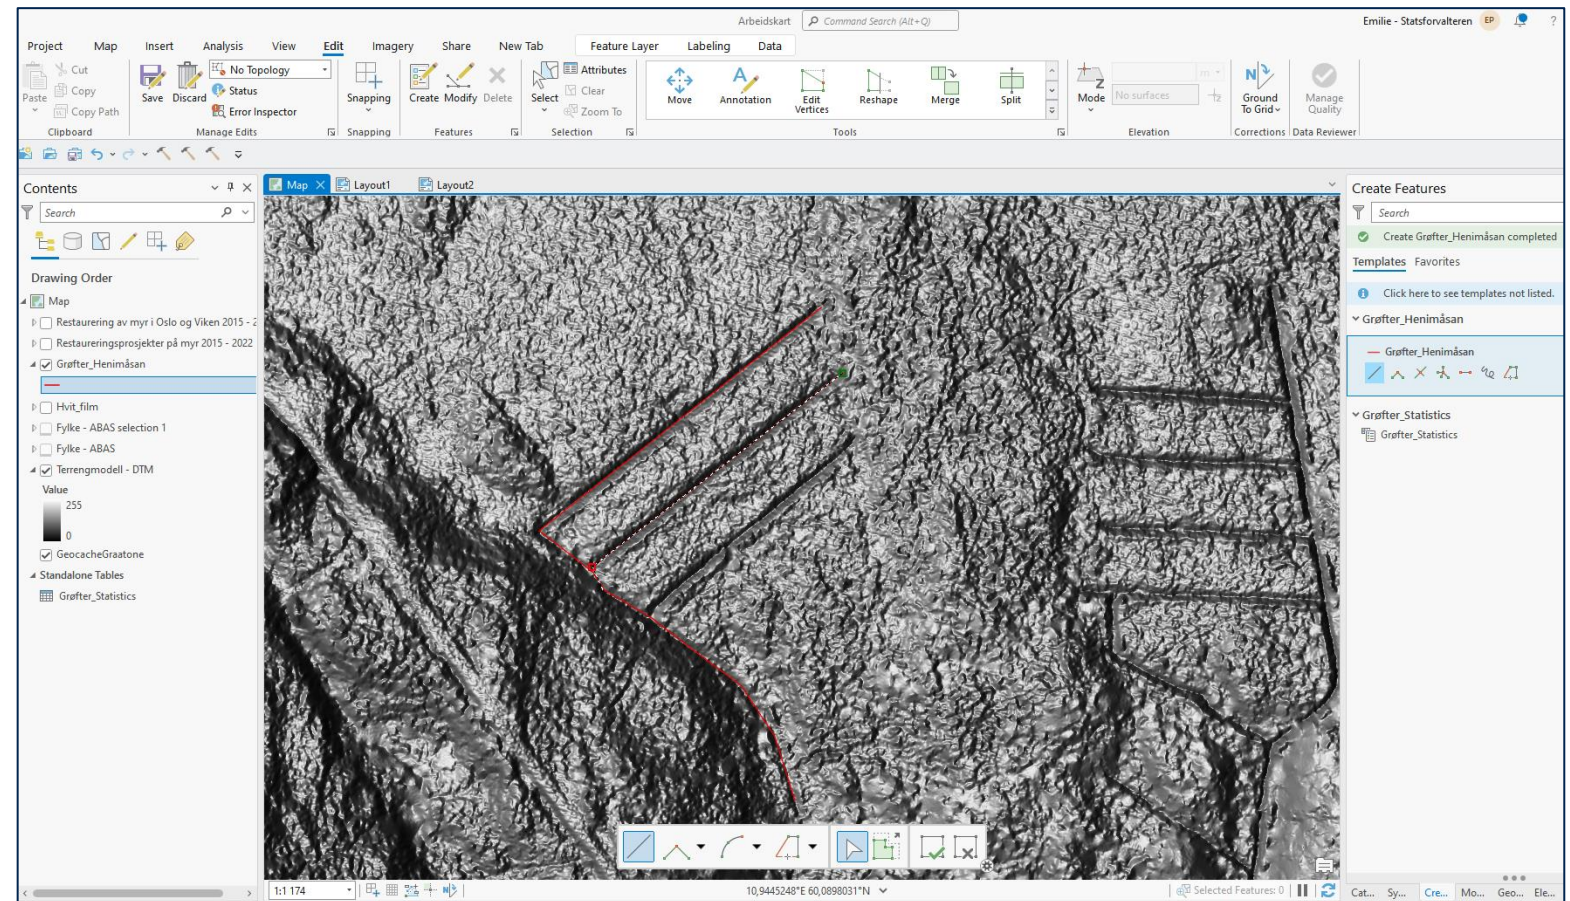 Arbeidskart
Command Search (Alt+Q)
Emilie - Statsforvalteren
EP
?
Project Map Insert Analysis View Edit Imagery Share New Tab Feature Layer Labeling Data
Paste
Cut
Copy
Copy Path
Clipboard
Save
Discard
No Topology
Status
Error Inspector
Manage Edits
Snapping
Snapping
Create
Modify
Delete
Features
Select
Attributes
Clear
Zoom To
Selection
Move
Annotation
Edit
Vertices
Reshape
Merge
Split
Tools
Mode
No surfaces
m
Elevation
Ground
To Grid
Corrections
Manage
Quality
Data Reviewer
Contents
Search
Drawing Order
Map
Restaurering av myr i Oslo og Viken 2015 - 2
Restaureringsprosjekter på myr 2015 - 2022
Grøfter_Henimåsan
Hvit_film
Fylke - ABAS selection 1
Fylke - ABAS
Terrengmodell - DTM
Value
255
0
GeocacheGraatone
Standalone Tables
Grøfter_Statistics
Map Layout1 Layout2
1:1 174
10,9445248°E 60,0898031°N
Selected Features: 0
Create Features
Search
Create Grøfter_Henimåsan completed
Templates Favorites
Click here to see templates not listed.
Grøfter_Henimåsan
Grøfter_Henimåsan
Grøfter_Statistics
Grøfter_Statistics
Cat... Sy... Cre... Mo... Geo... Ele...